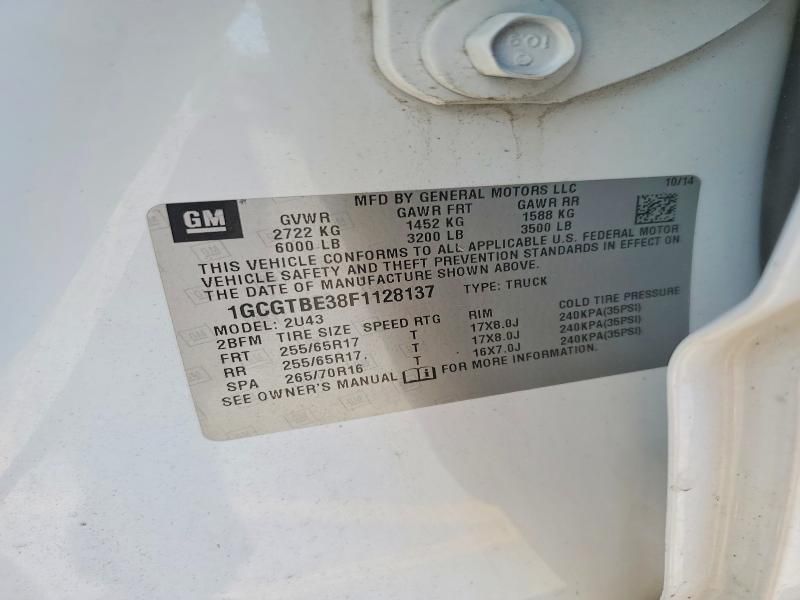 10.9
GM
MFD BY GENERAL MOTORS LLC 10/14
GVWR GAWR FRT GAWR RR
2722 KG 1452 KG 1588 KG
6000 LB 3200 LB 3500 LB
THIS VEHICLE CONFORMS TO ALL APPLICABLE U.S. FEDERAL MOTOR
VEHICLE SAFETY AND THEFT PREVENTION STANDARDS IN EFFECT ON
THE DATE OF MANUFACTURE SHOWN ABOVE.
1GCGTBE38F1128137 TYPE: TRUCK
MODEL: 2U43
2BFM TIRE SIZE SPEED RTG RIM COLD TIRE PRESSURE
FRT 255/65R17 T 17X8.0J 240KPA(35PSI)
RR 255/65R17 T 17X8.0J 240KPA(35PSI)
SPA 265/70R16 T 16X7.0J 240KPA(35PSI)
SEE OWNER'S MANUAL FOR MORE INFORMATION.